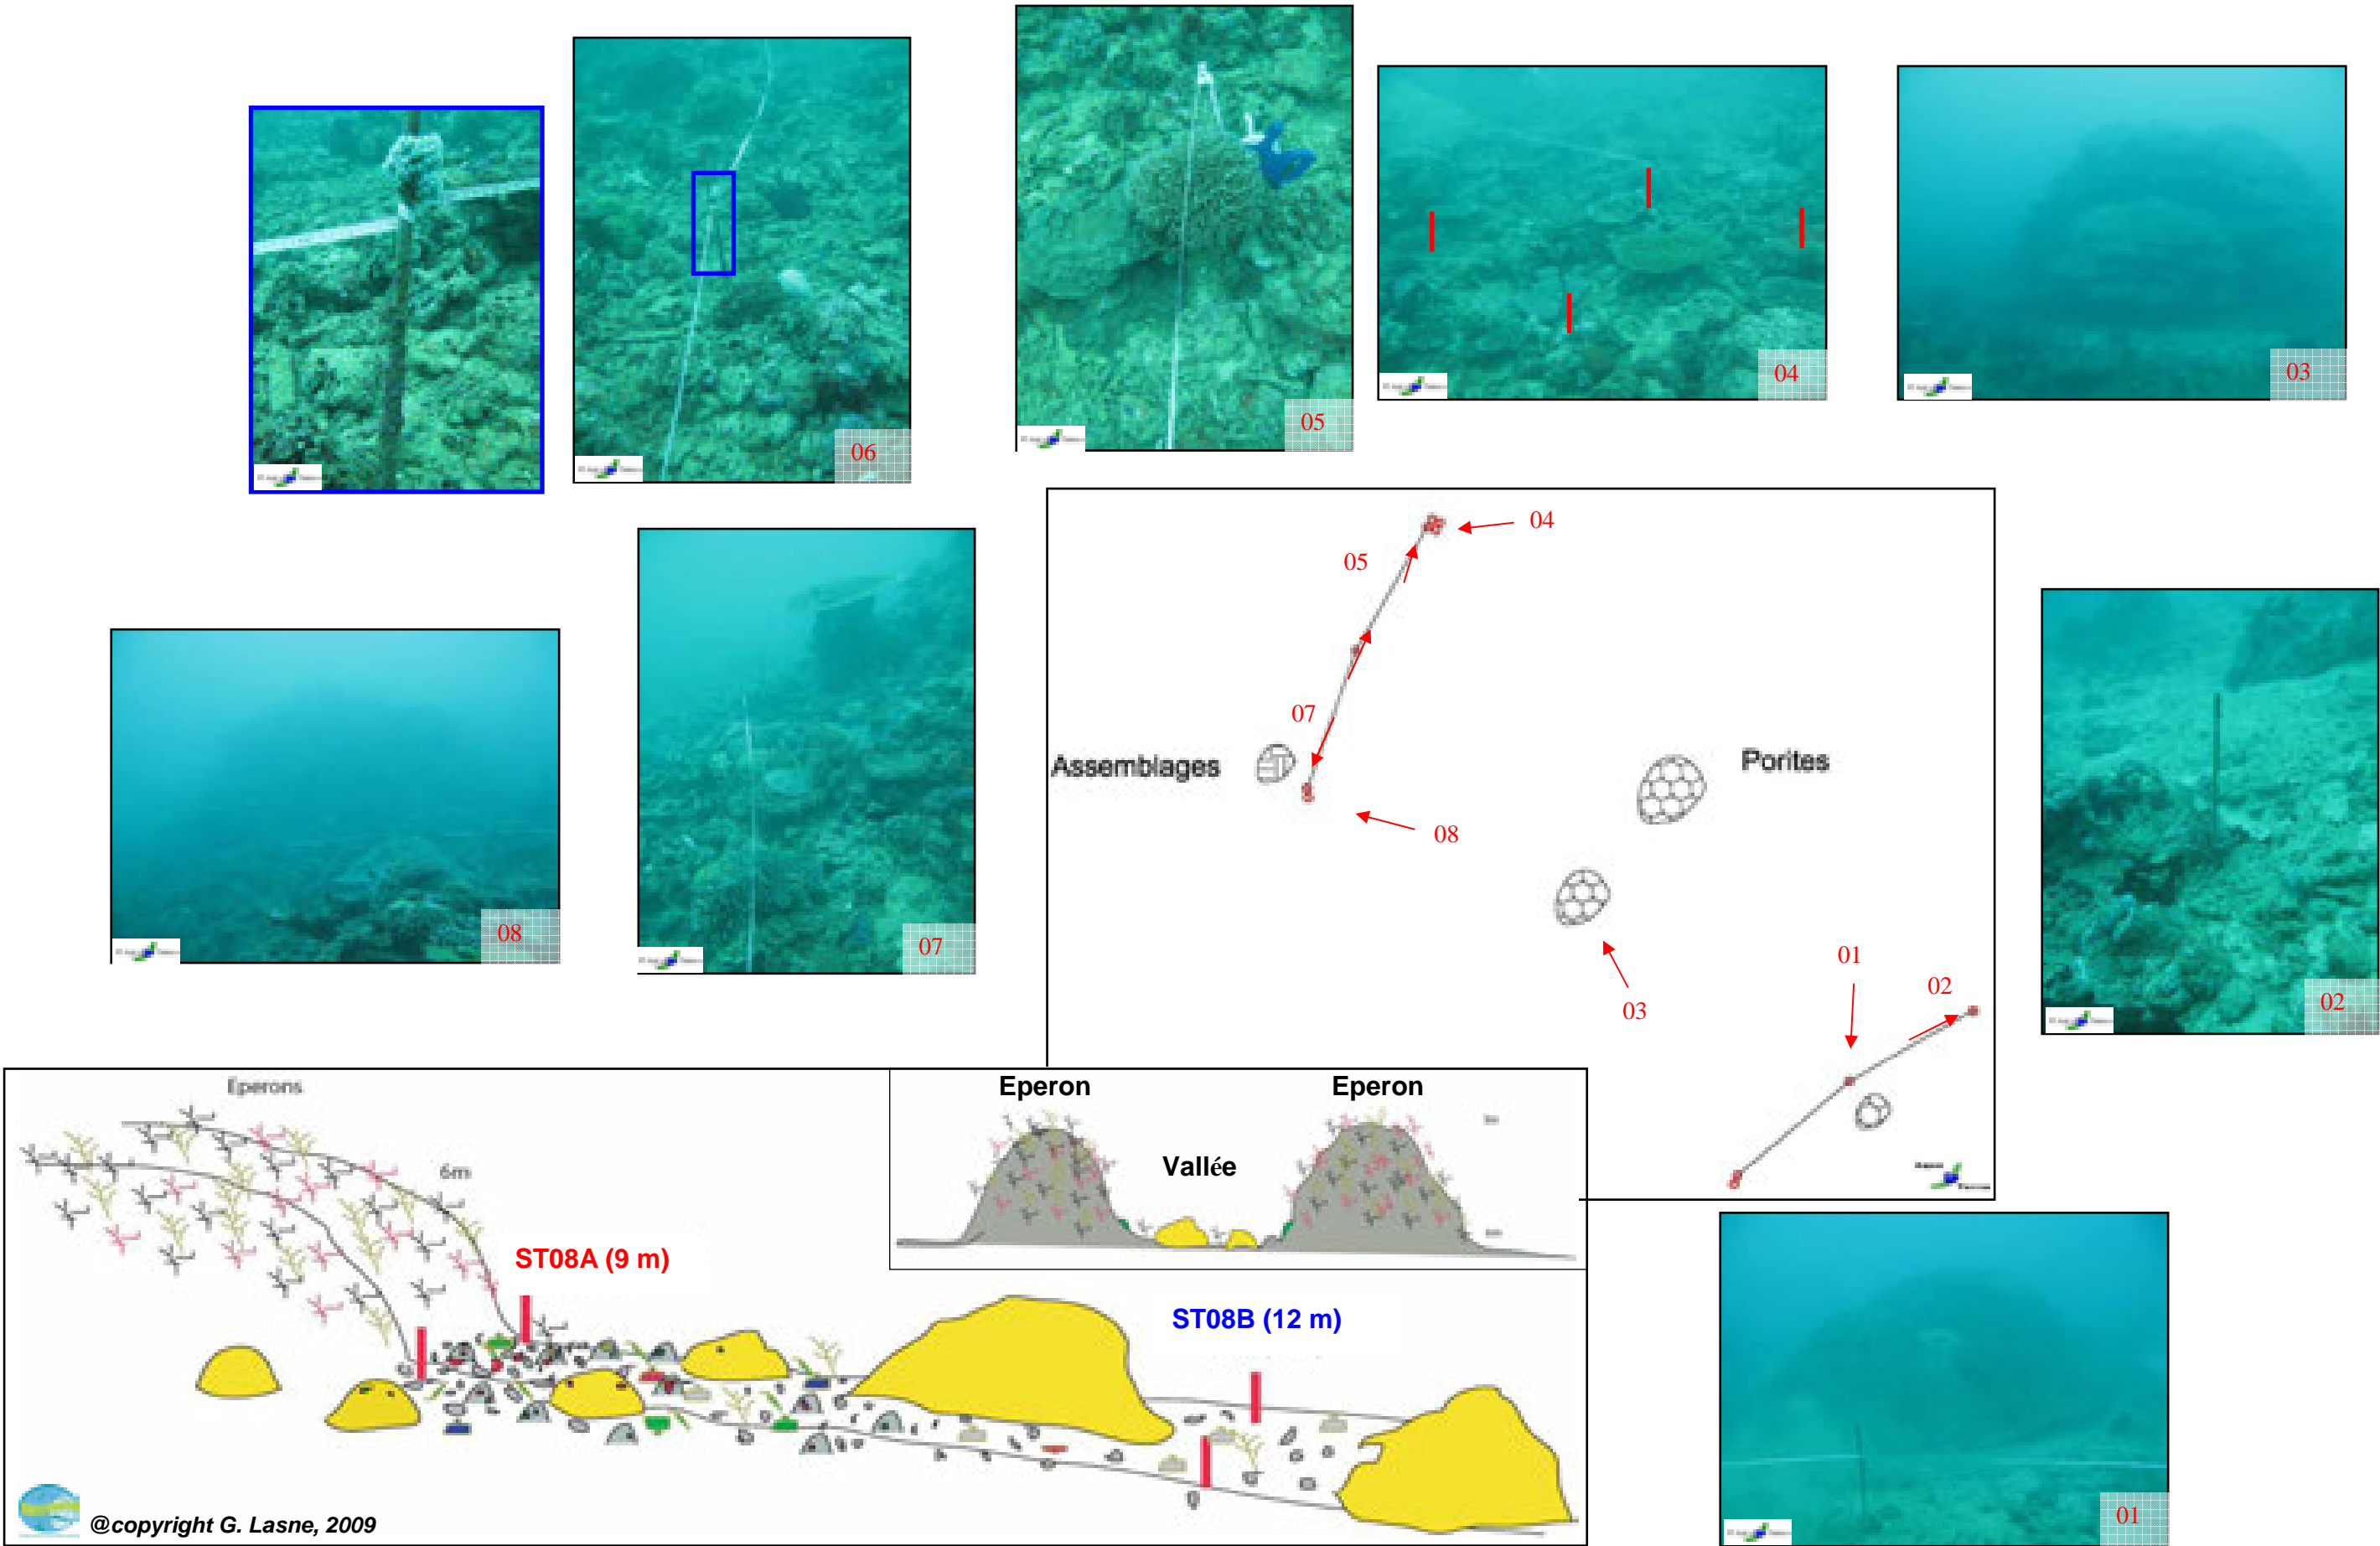 06
05
04
03
08
07
02
04
05
07
Assemblages
Porites
08
01
02
03
Eperons
6m
ST08A (9 m)
ST08B (12 m)
Eperon
Eperon
Vallée
@copyright G. Lasne, 2009
01